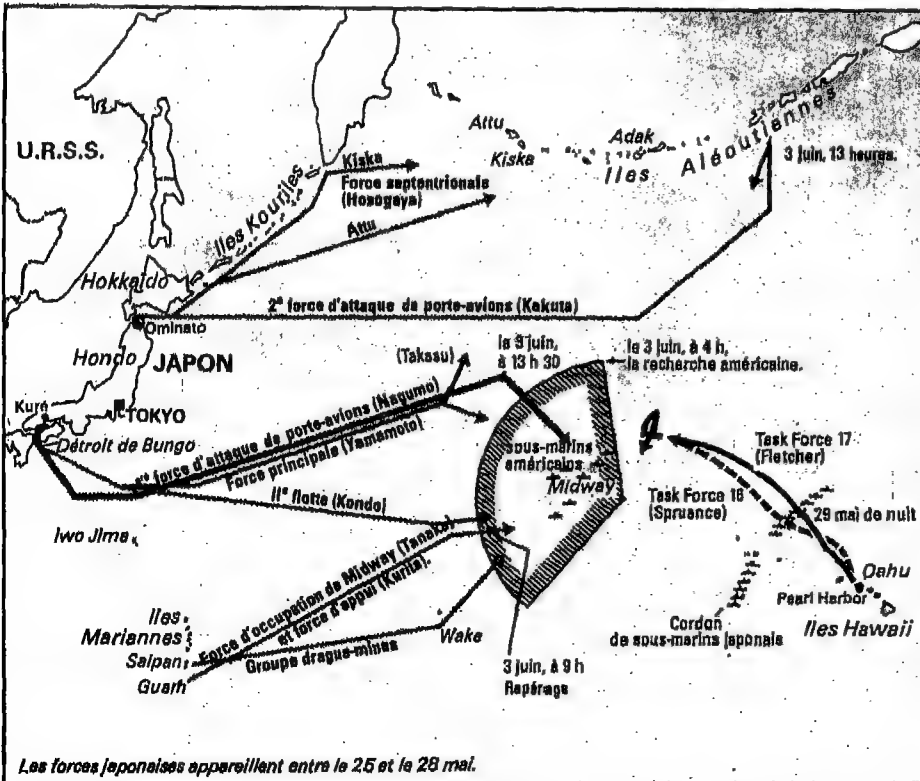 U.R.S.S.
Attu
Kiska
Adak
Iles
Aléoutiennes
3 juin, 13 heures.
Kiska
Force septentrionale
(Hosogaya)
Attu
Iles Kouriles
Hokkaido
2e force d'attaque de porte-avions (Kakuta)
Ominato
Hondo
JAPON
(Takasu)
le 3 juin,
à 13 h 30
le 3 juin, à 4 h,
la recherche américaine.
Kuré
TOKYO
Détroit de Bungo
1re force d'attaque de porte-avions (Nagumo)
Force principale (Yamamoto)
sous-marins
américains
Midway
Task Force 17
(Fletcher)
Task Force 16
(Spruance)
29 mai de nuit
IIe flotte (Kondo)
Iwo Jima
Oahu
Pearl Harbor
Iles Hawaii
Cordon
de sous-marins japonais
Iles
Mariannes
Saïpan
Guam
Force d'occupation de Midway (Tanaka)
et force d'appui (Kurita).
Groupe drague-mines
Wake
3 juin, à 9 h
Repérage
Les forces japonaises appareillent entre le 25 et le 28 mai.